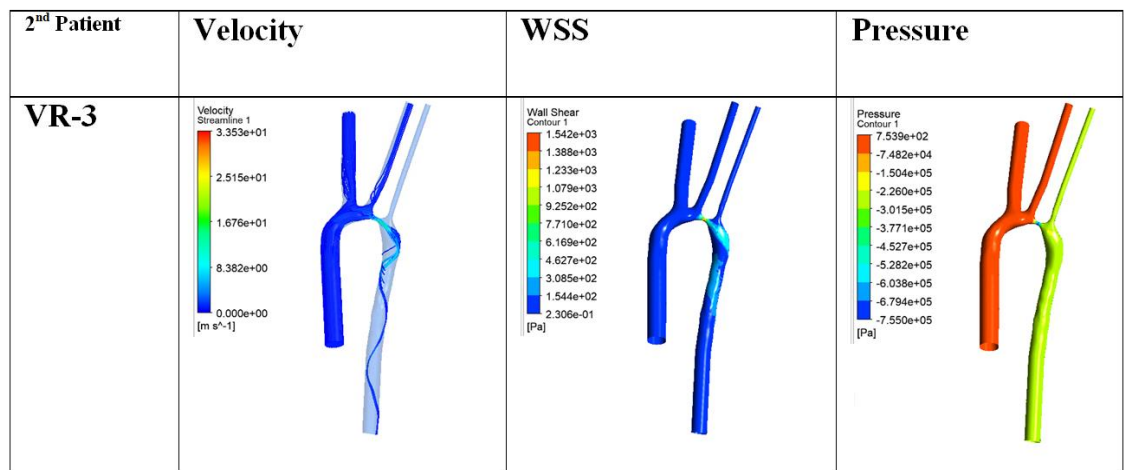 2nd Patient
Velocity
WSS
Pressure
VR-3
Velocity
Streamline 1
3.353e+01
2.515e+01
1.676e+01
8.382e+00
0.000e+00
[m s^-1]
Wall Shear
Contour 1
1.542e+03
1.388e+03
1.233e+03
1.079e+03
9.252e+02
7.710e+02
6.169e+02
4.627e+02
3.085e+02
1.544e+02
2.306e-01
[Pa]
Pressure
Contour 1
7.539e+02
-7.482e+04
-1.504e+05
-2.260e+05
-3.015e+05
-3.771e+05
-4.527e+05
-5.282e+05
-6.038e+05
-6.794e+05
-7.550e+05
[Pa]